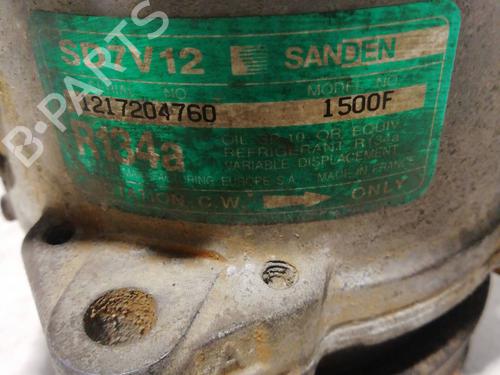 SD7V12 SANDEN
MODEL NO
1217204760 1500F
R134a
OIL SP-10 OR EQUIV.
REFRIGERANT R134a
VARIABLE DISPLACEMENT
EUROPE S.A. MADE IN FRANCE
C.W. ONLY
B-PARTS